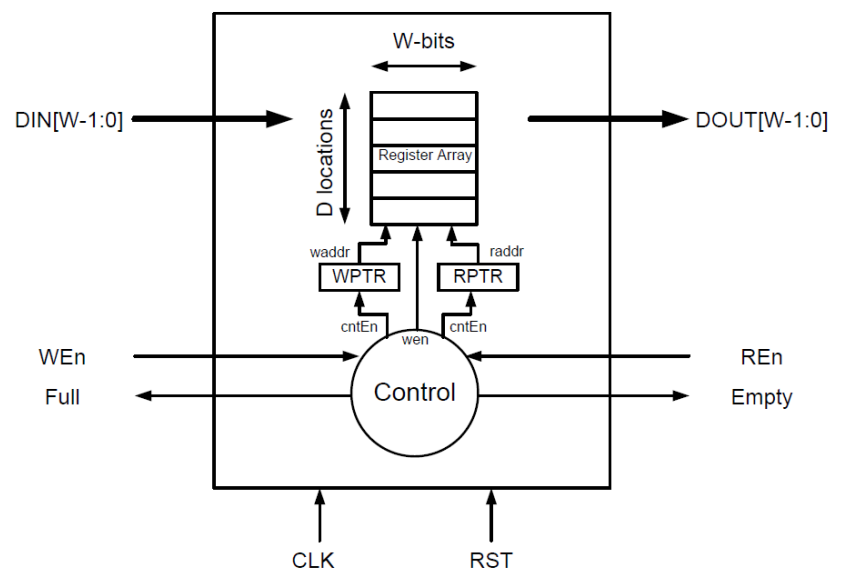 W-bits
DIN[W-1:0]
DOUT[W-1:0]
D locations
Register Array
waddr
raddr
WPTR
RPTR
cntEn
wen
cntEn
WEn
REn
Control
Full
Empty
CLK
RST